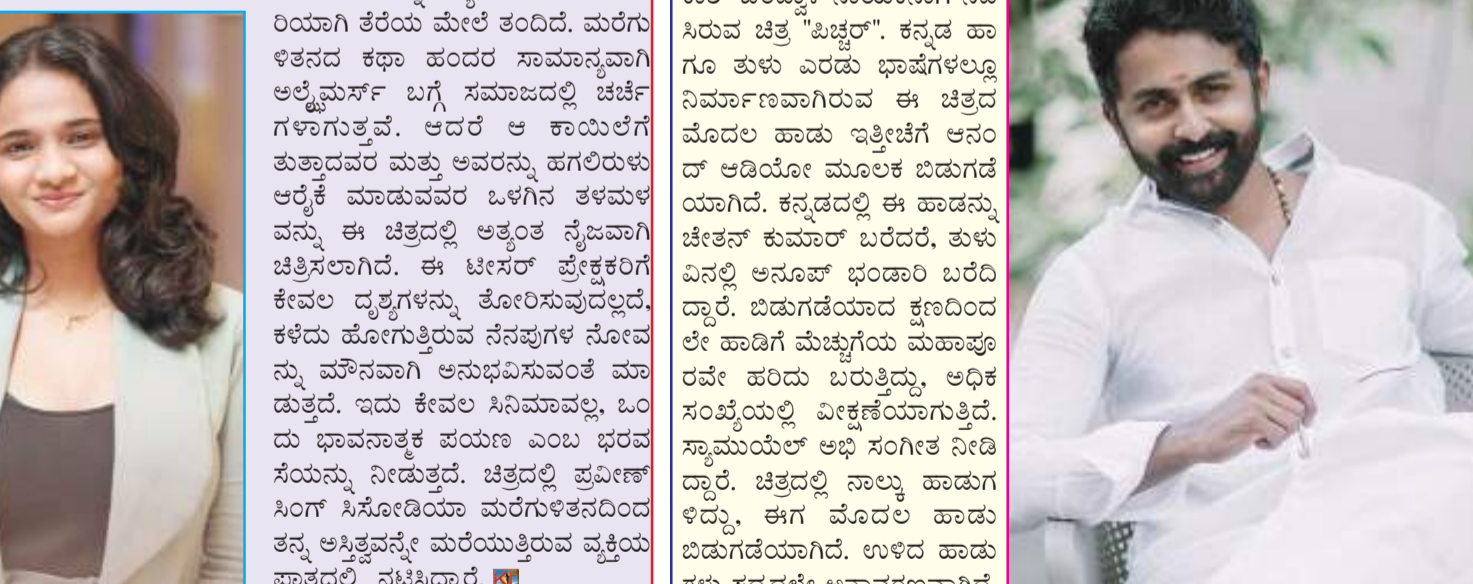 ರಿಯಾಗಿ ತೆರೆಯ ಮೇಲೆ ತಂದಿದೆ. ಮರೆಗು
ಳಿತನದ ಕಥಾ ಹಂದರ ಸಾಮಾನ್ಯವಾಗಿ
ಅಲ್ಝೈಮರ್ಸ್ ಬಗ್ಗೆ ಸಮಾಜದಲ್ಲಿ ಚರ್ಚೆ
ಗಳಾಗುತ್ತವೆ. ಆದರೆ ಆ ಕಾಯಿಲೆಗೆ
ತುತ್ತಾದವರ ಮತ್ತು ಅವರನ್ನು ಹಗಲಿರುಳು
ಆರೈಕೆ ಮಾಡುವವರ ಒಳಗಿನ ತಳಮಳ
ವನ್ನು ಈ ಚಿತ್ರದಲ್ಲಿ ಅತ್ಯಂತ ನೈಜವಾಗಿ
ಚಿತ್ರಿಸಲಾಗಿದೆ. ಈ ಟೀಸರ್ ಪ್ರೇಕ್ಷಕರಿಗೆ
ಕೇವಲ ದೃಶ್ಯಗಳನ್ನು ತೋರಿಸುವುದಲ್ಲದೆ,
ಕಳೆದು ಹೋಗುತ್ತಿರುವ ನೆನಪುಗಳ ನೋವ
ನ್ನು ಮೌನವಾಗಿ ಅನುಭವಿಸುವಂತೆ ಮಾ
ಡುತ್ತದೆ. ಇದು ಕೇವಲ ಸಿನಿಮಾವಲ್ಲ, ಒಂ
ದು ಭಾವನಾತ್ಮಕ ಪಯಣ ಎಂಬ ಭರವ
ಸೆಯನ್ನು ನೀಡುತ್ತದೆ. ಚಿತ್ರದಲ್ಲಿ ಪ್ರವೀಣ್
ಸಿಂಗ್ ಸಿಸೋಡಿಯಾ ಮರೆಗುಳಿತನದಿಂದ
ತನ್ನ ಅಸ್ತಿತ್ವವನ್ನೇ ಮರೆಯುತ್ತಿರುವ ವ್ಯಕ್ತಿಯ
ಪಾತ್ರದಲ್ಲಿ ನಟಿಸಿದ್ದಾರೆ.
ಸಿರುವ ಚಿತ್ರ "ಪಿಚ್ಚರ್". ಕನ್ನಡ ಹಾ
ಗೂ ತುಳು ಎರಡು ಭಾಷೆಗಳಲ್ಲೂ
ನಿರ್ಮಾಣವಾಗಿರುವ ಈ ಚಿತ್ರದ
ಮೊದಲ ಹಾಡು ಇತ್ತೀಚೆಗೆ ಆನಂ
ದ್ ಆಡಿಯೋ ಮೂಲಕ ಬಿಡುಗಡೆ
ಯಾಗಿದೆ. ಕನ್ನಡದಲ್ಲಿ ಈ ಹಾಡನ್ನು
ಚೇತನ್ ಕುಮಾರ್ ಬರೆದರೆ, ತುಳು
ವಿನಲ್ಲಿ ಅನೂಪ್ ಭಂಡಾರಿ ಬರೆದಿ
ದ್ದಾರೆ. ಬಿಡುಗಡೆಯಾದ ಕ್ಷಣದಿಂದ
ಲೇ ಹಾಡಿಗೆ ಮೆಚ್ಚುಗೆಯ ಮಹಾಪೂ
ರವೇ ಹರಿದು ಬರುತ್ತಿದ್ದು, ಅಧಿಕ
ಸಂಖ್ಯೆಯಲ್ಲಿ ವೀಕ್ಷಣೆಯಾಗುತ್ತಿದೆ.
ಸ್ಯಾಮುಯೆಲ್ ಅಭಿ ಸಂಗೀತ ನೀಡಿ
ದ್ದಾರೆ. ಚಿತ್ರದಲ್ಲಿ ನಾಲ್ಕು ಹಾಡುಗ
ಳಿದ್ದು, ಈಗ ಮೊದಲ ಹಾಡು
ಬಿಡುಗಡೆಯಾಗಿದೆ. ಉಳಿದ ಹಾಡು